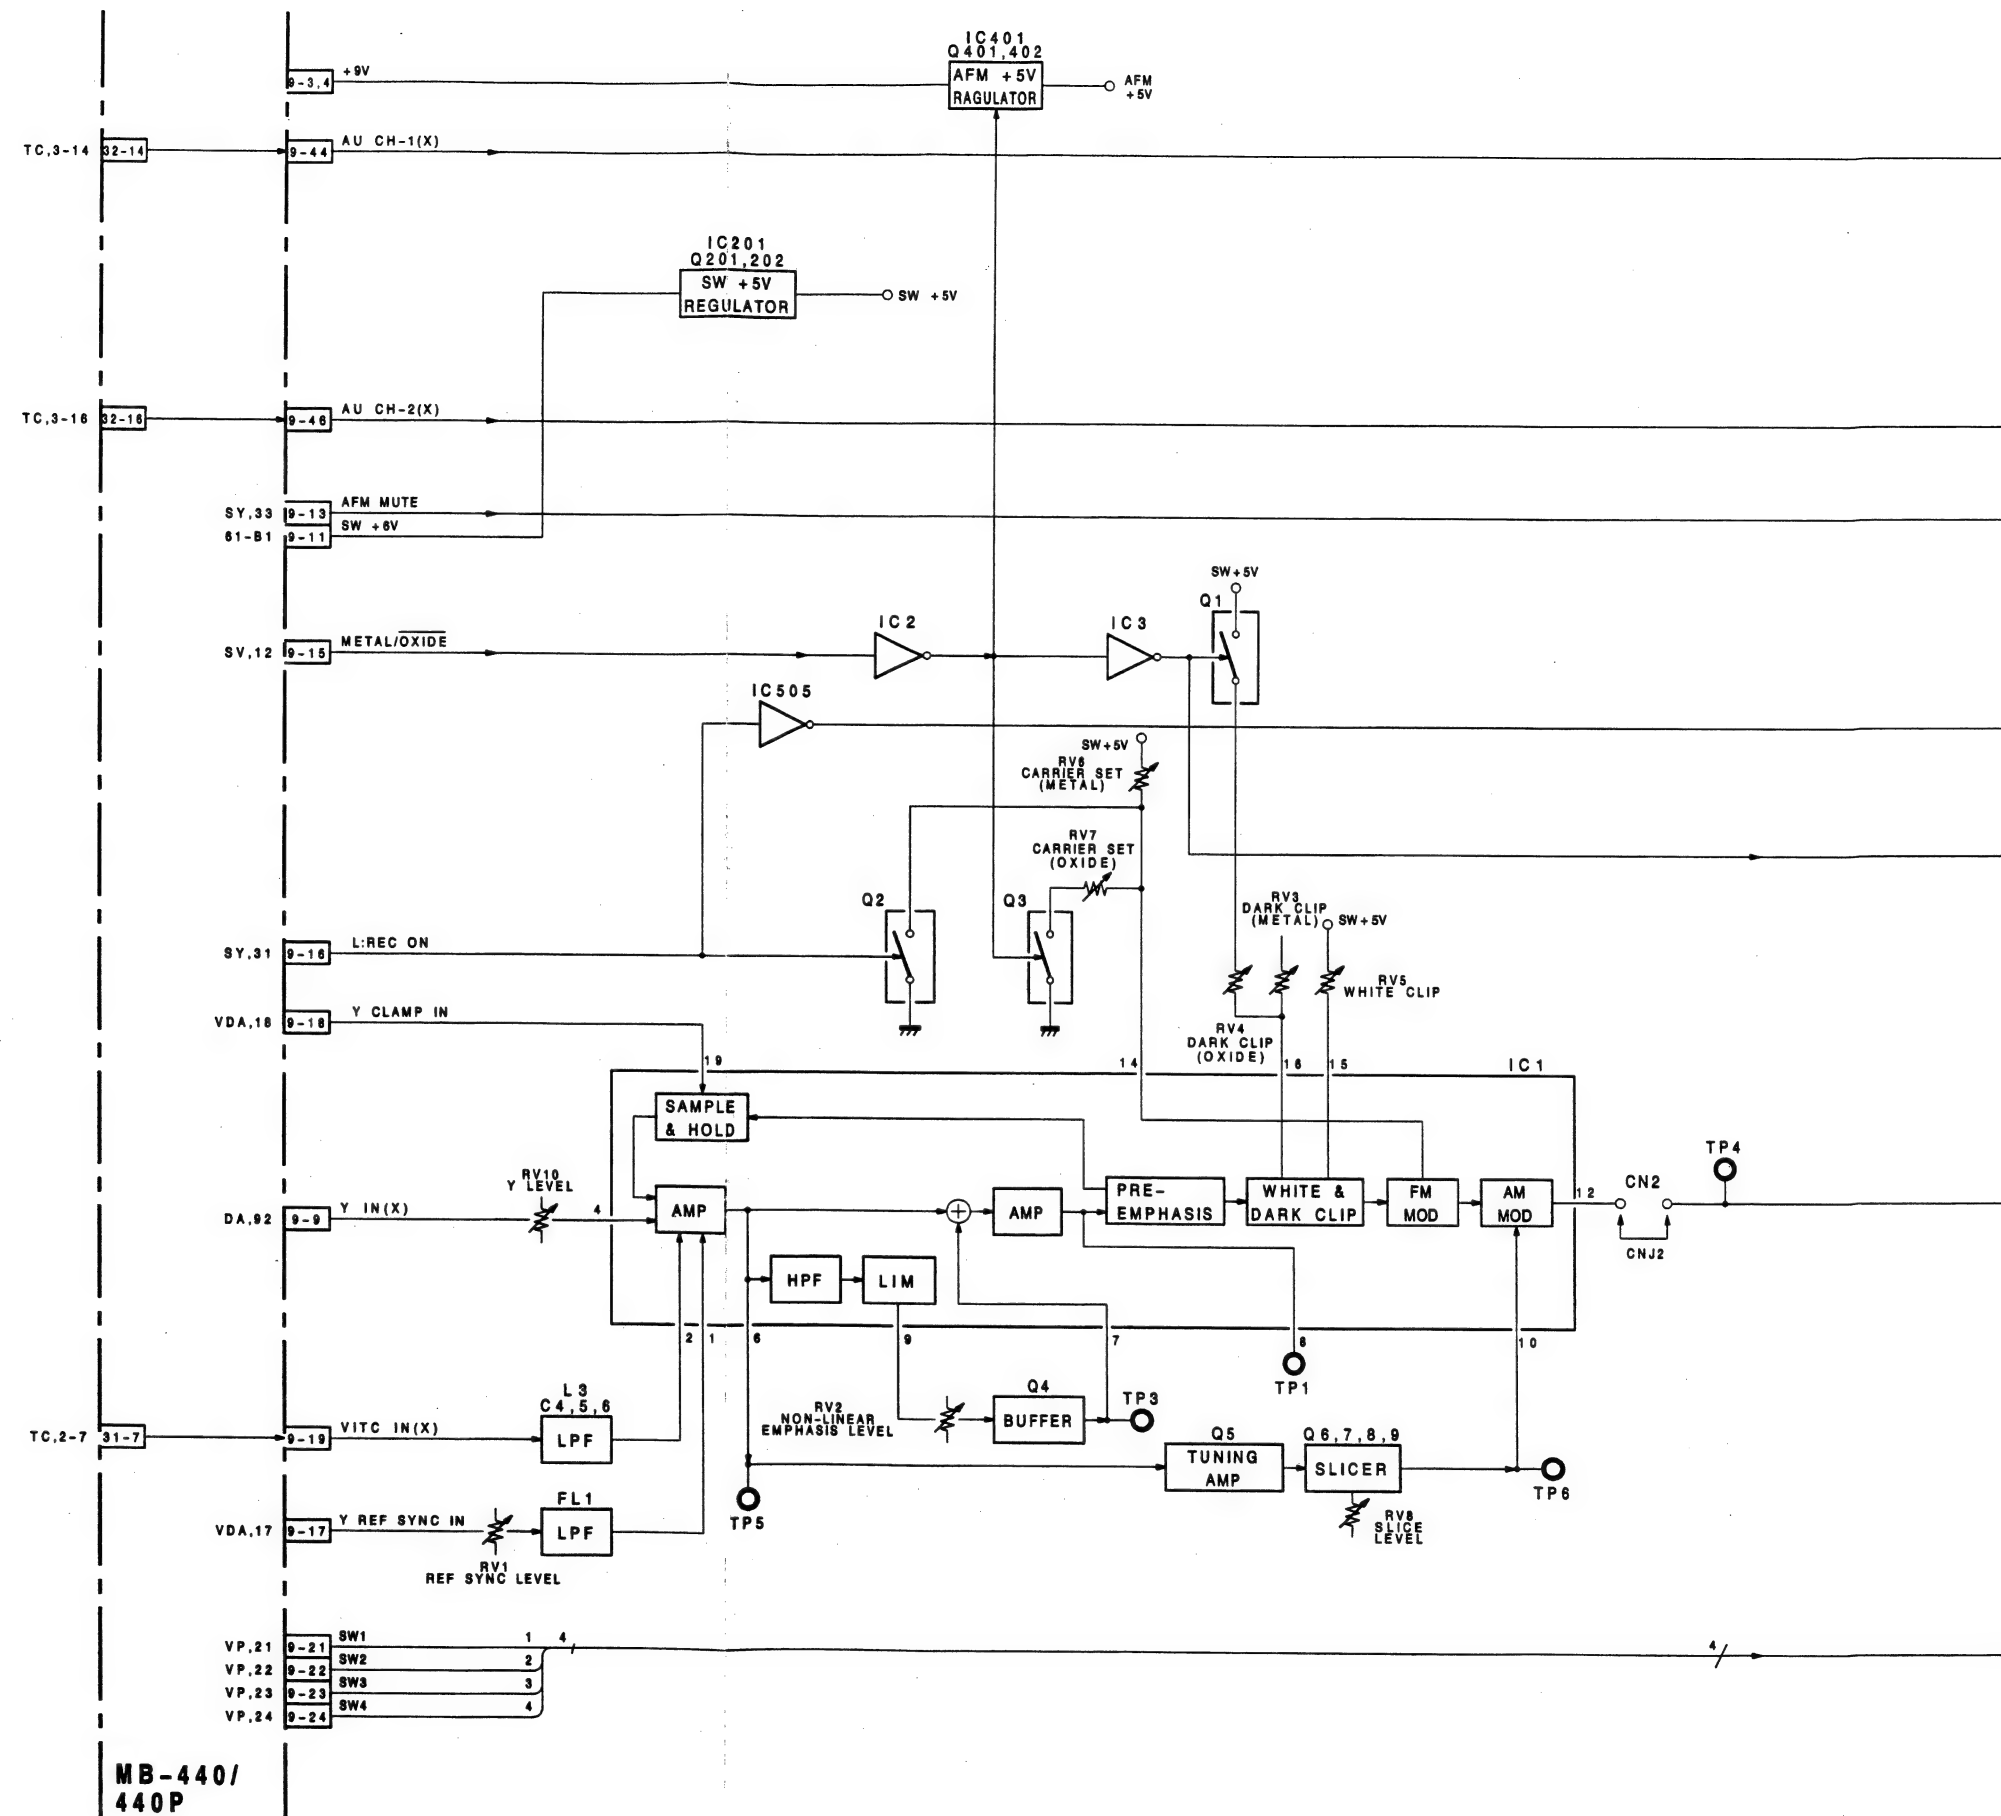 IC401
Q401,402
9-3,4 +9V
AFM +5V
RAGULATOR
AFM
+5V
TC,3-14 32-14 9-44 AU CH-1(X)
IC201
Q201,202
SW +5V
REGULATOR
SW +5V
TC,3-16 32-16 9-46 AU CH-2(X)
SY,33 9-13 AFM MUTE
61-B1 9-11 SW +6V
SW+5V
Q1
IC2
IC3
SV,12 9-15 METAL/OXIDE
IC505
SW+5V
RV6
CARRIER SET
(METAL)
RV7
CARRIER SET
(OXIDE)
Q2
Q3
RV3
DARK CLIP
(METAL)
SW+5V
SY,31 9-16 L:REC ON
RV5
WHITE CLIP
VDA,18 9-18 Y CLAMP IN
RV4
DARK CLIP
(OXIDE)
19
14
16
15
IC1
SAMPLE
& HOLD
TP4
RV10
Y LEVEL
DA,92 9-9 Y IN(X)
4
AMP
AMP
PRE-
EMPHASIS
WHITE &
DARK CLIP
FM
MOD
AM
MOD
12
CN2
CNJ2
HPF
LIM
2
1
6
9
7
8
10
TP1
L3
C4,5,6
RV2
NON-LINEAR
EMPHASIS LEVEL
Q4
BUFFER
TP3
TC,2-7 31-7 9-19 VITC IN(X)
LPF
Q5
TUNING
AMP
Q6,7,8,9
SLICER
TP6
TP5
RV8
SLICE
LEVEL
FL1
VDA,17 9-17 Y REF SYNC IN
LPF
RV1
REF SYNC LEVEL
VP,21 9-21 SW1 1 4 4
VP,22 9-22 SW2 2
VP,23 9-23 SW3 3
VP,24 9-24 SW4 4
MB-440/
440P